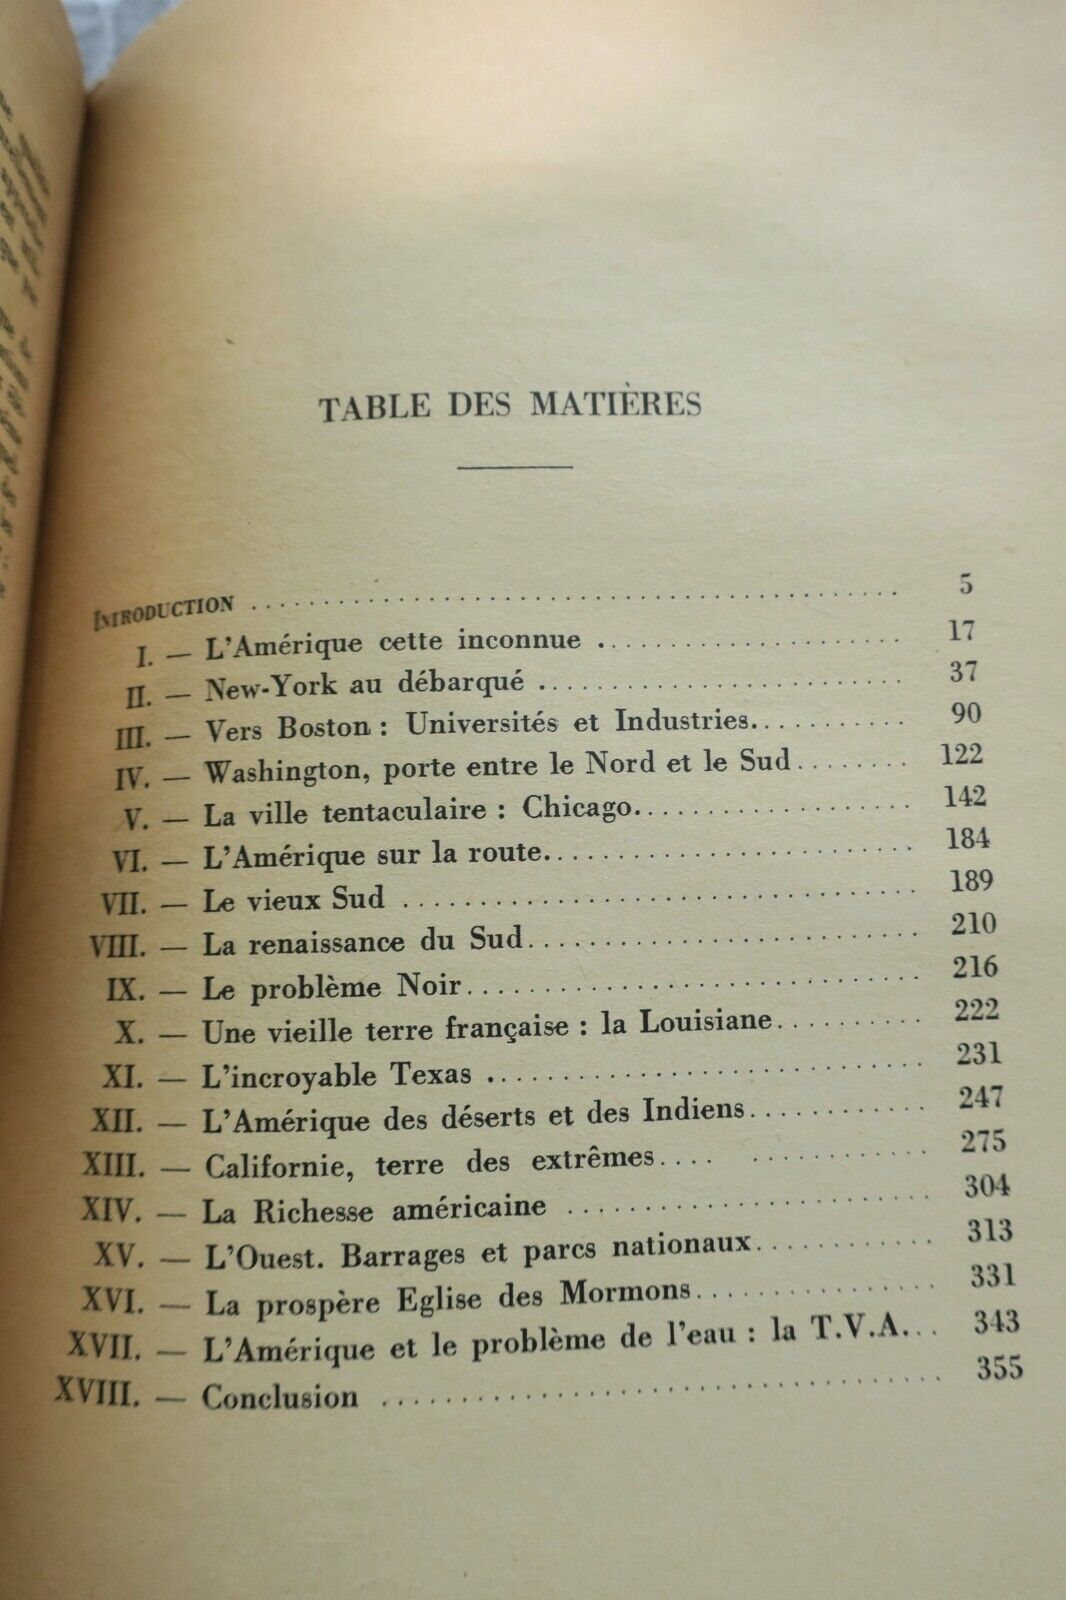 TABLE DES MATIÈRES
INTRODUCTION .......... 5
I. — L'Amérique cette inconnue .......... 17
II. — New-York au débarqué .......... 37
III. — Vers Boston : Universités et Industries .......... 90
IV. — Washington, porte entre le Nord et le Sud .......... 122
V. — La ville tentaculaire : Chicago .......... 142
VI. — L'Amérique sur la route .......... 184
VII. — Le vieux Sud .......... 189
VIII. — La renaissance du Sud .......... 210
IX. — Le problème Noir .......... 216
X. — Une vieille terre française : la Louisiane .......... 222
XI. — L'incroyable Texas .......... 231
XII. — L'Amérique des déserts et des Indiens .......... 247
XIII. — Californie, terre des extrêmes .......... 275
XIV. — La Richesse américaine .......... 304
XV. — L'Ouest. Barrages et parcs nationaux .......... 313
XVI. — La prospère Eglise des Mormons .......... 331
XVII. — L'Amérique et le problème de l'eau : la T.V.A... 343
XVIII. — Conclusion .......... 355